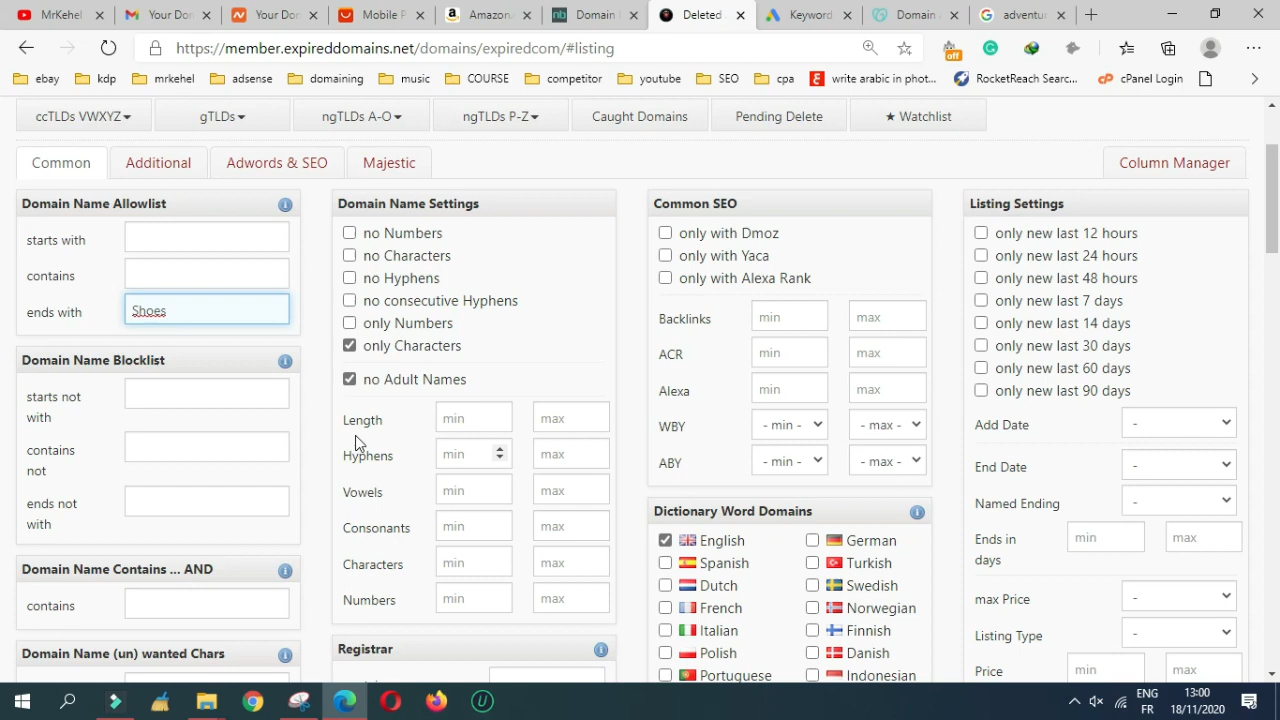 MrKehel
Your Dor
Your Dor
Mobile P
Amazon.
Domain
Deleted
Keyword
Domain
adventur
https://member.expireddomains.net/domains/expiredcom/#listing
off
ebay
kdp
mrkehel
adsense
domaining
music
COURSE
competitor
youtube
SEO
cpa
write arabic in phot...
RocketReach Searc...
cPanel Login
ccTLDs VWXYZ
gTLDs
ngTLDs A-O
ngTLDs P-Z
Caught Domains
Pending Delete
★ Watchlist
Common
Additional
Adwords & SEO
Majestic
Column Manager
Domain Name Allowlist
starts with
contains
ends with
Shoes
Domain Name Blocklist
starts not
with
contains
not
ends not
with
Domain Name Contains ... AND
contains
Domain Name (un) wanted Chars
Domain Name Settings
no Numbers
no Characters
no Hyphens
no consecutive Hyphens
only Numbers
only Characters
no Adult Names
Length min max
Hyphens min max
Vowels min max
Consonants min max
Characters min max
Numbers min max
Registrar
Common SEO
only with Dmoz
only with Yaca
only with Alexa Rank
Backlinks min max
ACR min max
Alexa min max
WBY - min - - max -
ABY - min - - max -
Dictionary Word Domains
English German
Spanish Turkish
Dutch Swedish
French Norwegian
Italian Finnish
Polish Danish
Portuguese Indonesian
Listing Settings
only new last 12 hours
only new last 24 hours
only new last 48 hours
only new last 7 days
only new last 14 days
only new last 30 days
only new last 60 days
only new last 90 days
Add Date -
End Date -
Named Ending -
Ends in
days
min max
max Price -
Listing Type -
Price min max
ENG
FR
13:00
18/11/2020